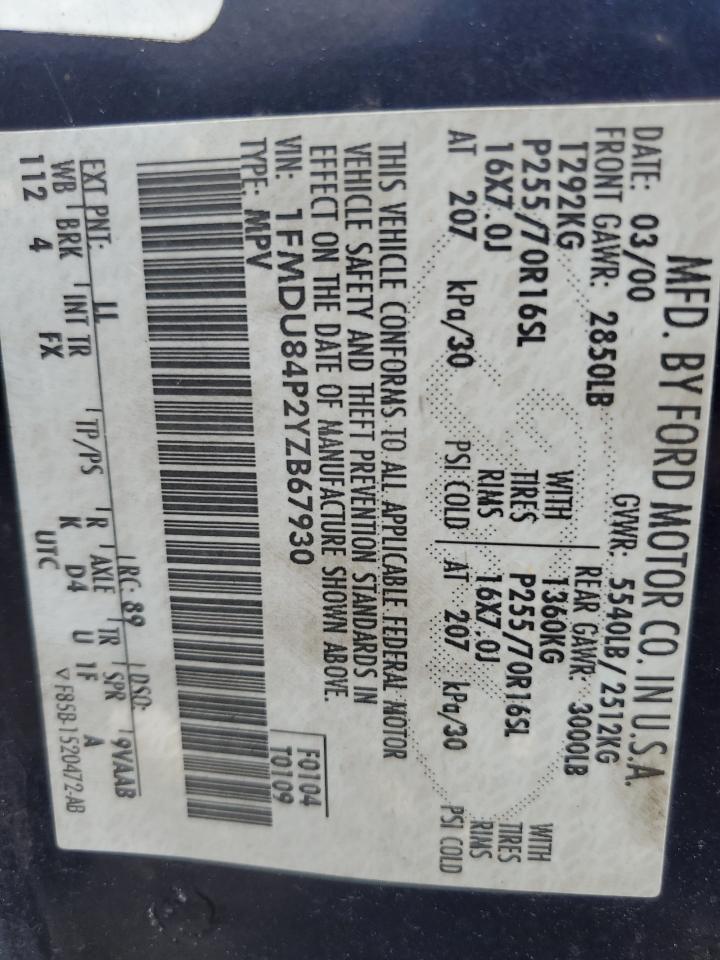 MFD. BY FORD MOTOR CO. IN U.S.A.
DATE: 03/00 GVWR: 5540LB/ 2512KG
FRONT GAWR: 2850LB REAR GAWR: 3000LB
1292KG WITH 1360KG WITH
P255/70R16SL TIRES P255/70R16SL TIRES
16X7.0J RIMS 16X7.0J RIMS
AT 207 kPa/30 PSI COLD AT 207 kPa/30 PSI COLD
THIS VEHICLE CONFORMS TO ALL APPLICABLE FEDERAL MOTOR
VEHICLE SAFETY AND THEFT PREVENTION STANDARDS IN
EFFECT ON THE DATE OF MANUFACTURE SHOWN ABOVE.
VIN: 1FMDU84P2YZB67930 F0104
TYPE: MPV T0109
EXT PNT: LL RC: 89 DSO: 9VAAB
WB BRK INT TR TP/PS R AXLE TR SPR
112 4 FX K D4 U 1F A
UTC ▽F85B-1520472-AB